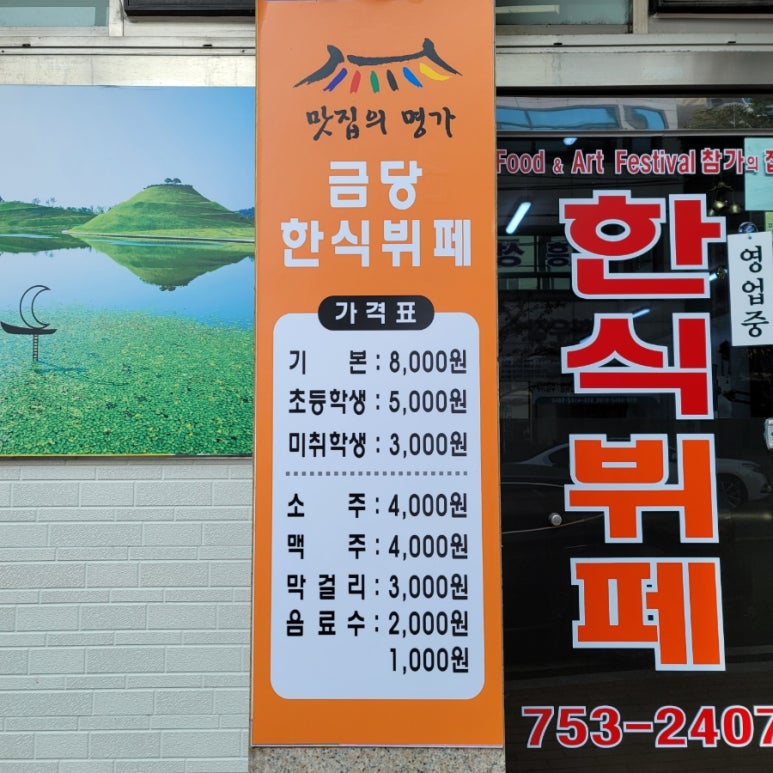 맛집의 명가
금당
한식뷔페
가격표
기 본 : 8,000원
초등학생 : 5,000원
미취학생 : 3,000원
소 주 : 4,000원
맥 주 : 4,000원
막걸리 : 3,000원
음료수 : 2,000원
1,000원
Food & Art Festival 참가의 집
한식뷔페
영업중
753-2407